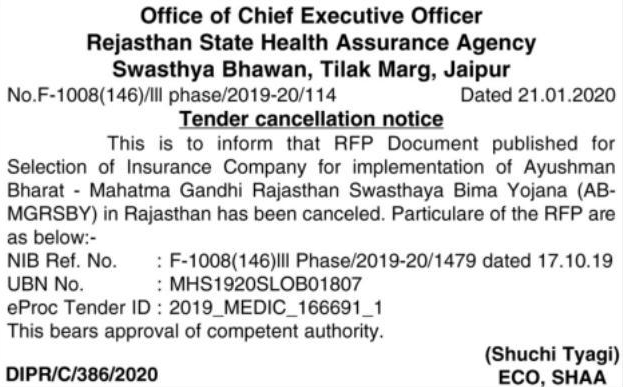 Office of Chief Executive Officer
Rejasthan State Health Assurance Agency
Swasthya Bhawan, Tilak Marg, Jaipur
No.F-1008(146)/III phase/2019-20/114 Dated 21.01.2020
Tender cancellation notice
This is to inform that RFP Document published for
Selection of Insurance Company for implementation of Ayushman
Bharat - Mahatma Gandhi Rajasthan Swasthaya Bima Yojana (AB-
MGRSBY) in Rajasthan has been canceled. Particulare of the RFP are
as below:-
NIB Ref. No. : F-1008(146)III Phase/2019-20/1479 dated 17.10.19
UBN No. : MHS1920SLOB01807
eProc Tender ID : 2019_MEDIC_166691_1
This bears approval of competent authority.
(Shuchi Tyagi)
DIPR/C/386/2020 ECO, SHAA